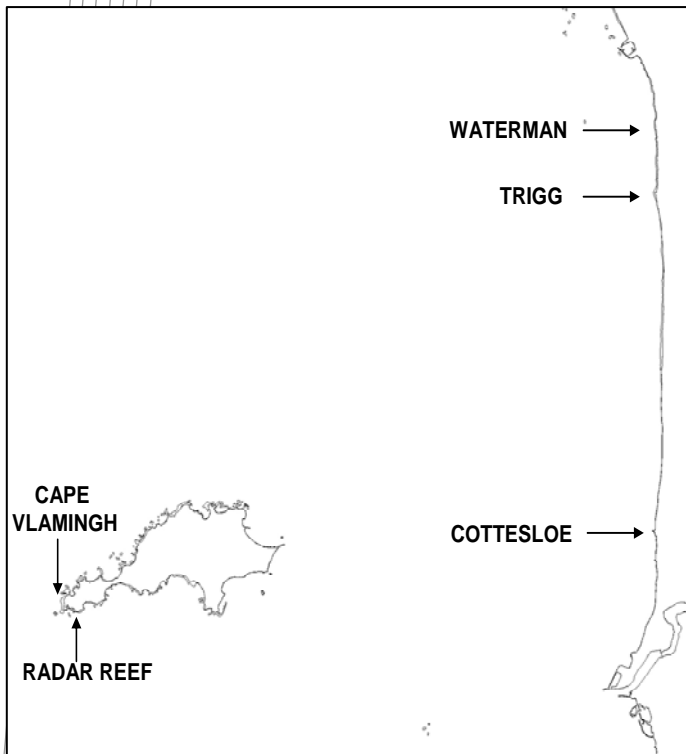 WATERMAN
TRIGG
CAPE
VLAMINGH
COTTESLOE
RADAR REEF